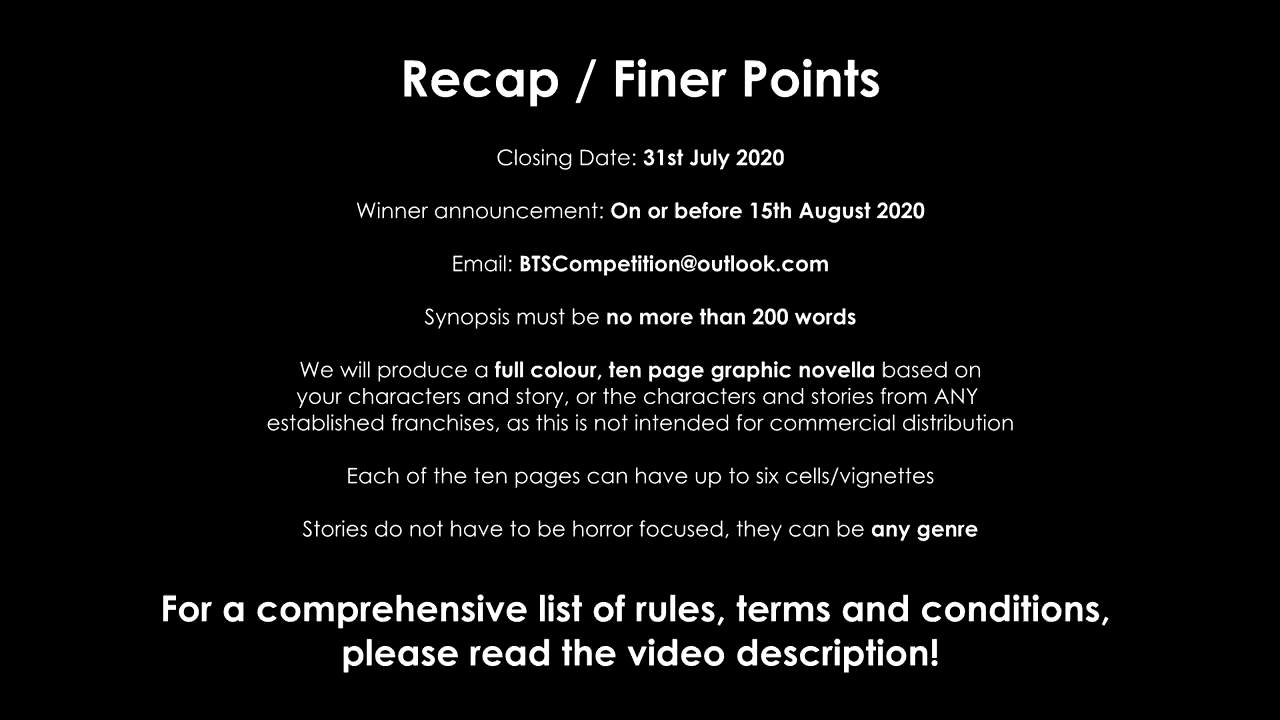 Recap / Finer Points
Closing Date: 31st July 2020
Winner announcement: On or before 15th August 2020
Email: BTSCompetition@outlook.com
Synopsis must be no more than 200 words
We will produce a full colour, ten page graphic novella based on
your characters and story, or the characters and stories from ANY
established franchises, as this is not intended for commercial distribution
Each of the ten pages can have up to six cells/vignettes
Stories do not have to be horror focused, they can be any genre
For a comprehensive list of rules, terms and conditions,
please read the video description!